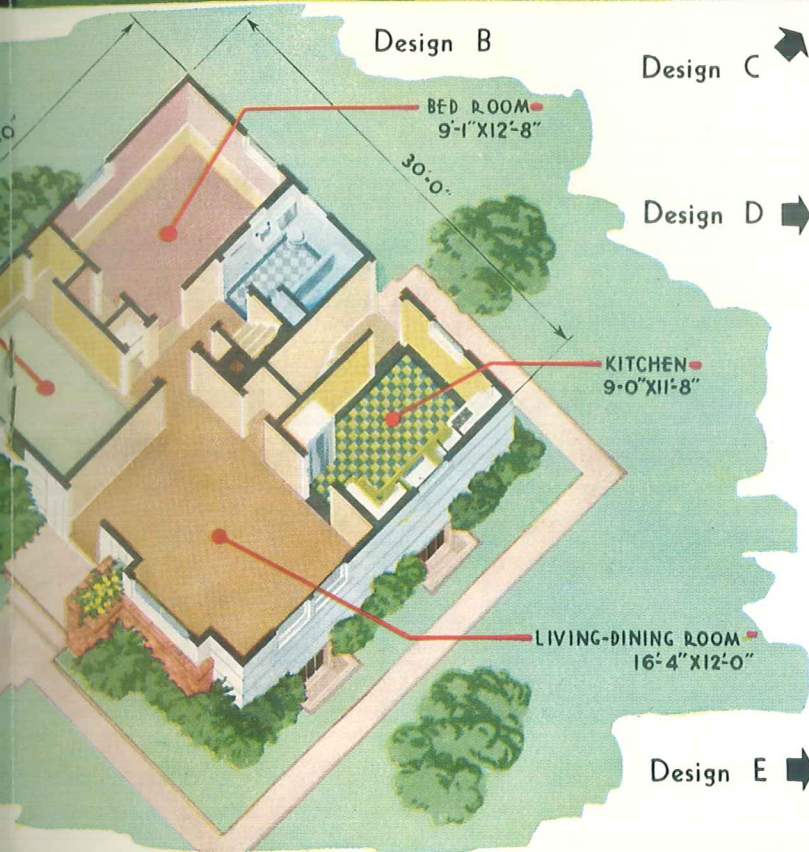 Design B
Design C
BED ROOM
9'-1"X12'-8"
30'-0"
Design D
KITCHEN
9-0"X11'-8"
LIVING-DINING ROOM
16'-4"X12'-0"
Design E